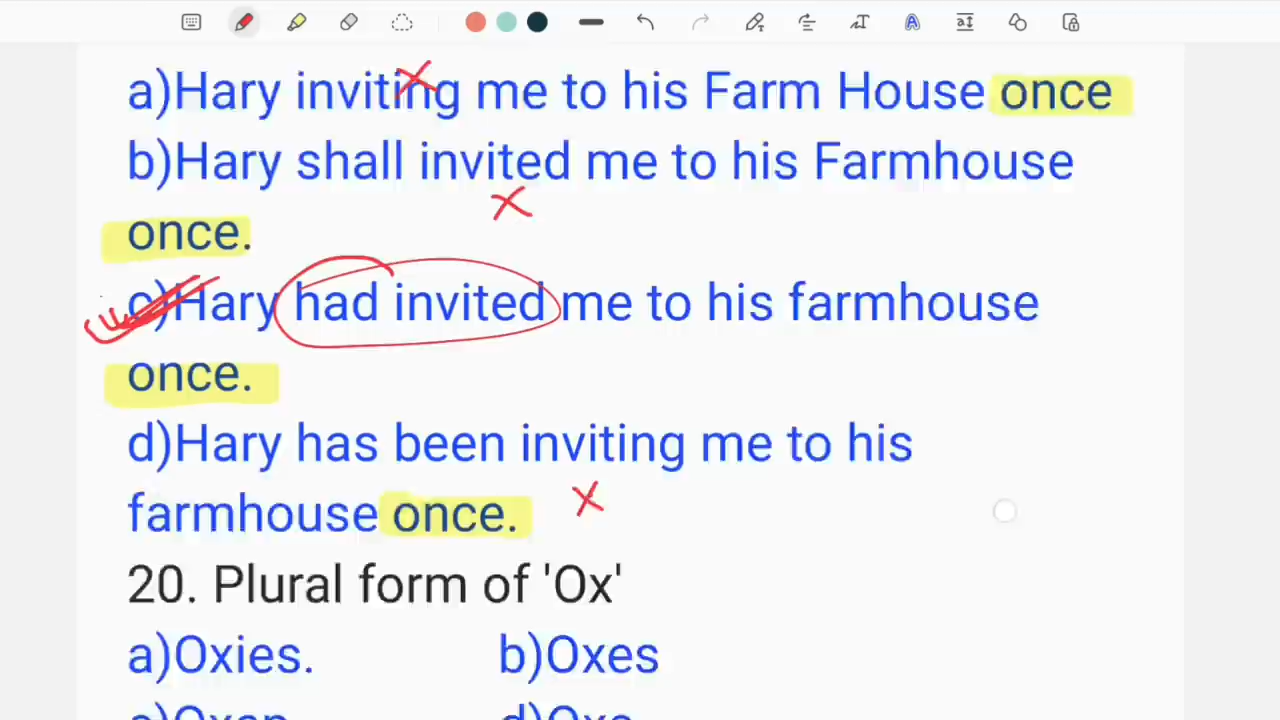 a)Hary inviting me to his Farm House once
b)Hary shall invited me to his Farmhouse
once.
c)Hary had invited me to his farmhouse
once.
d)Hary has been inviting me to his
farmhouse once.
20. Plural form of 'Ox'
a)Oxies. b)Oxes